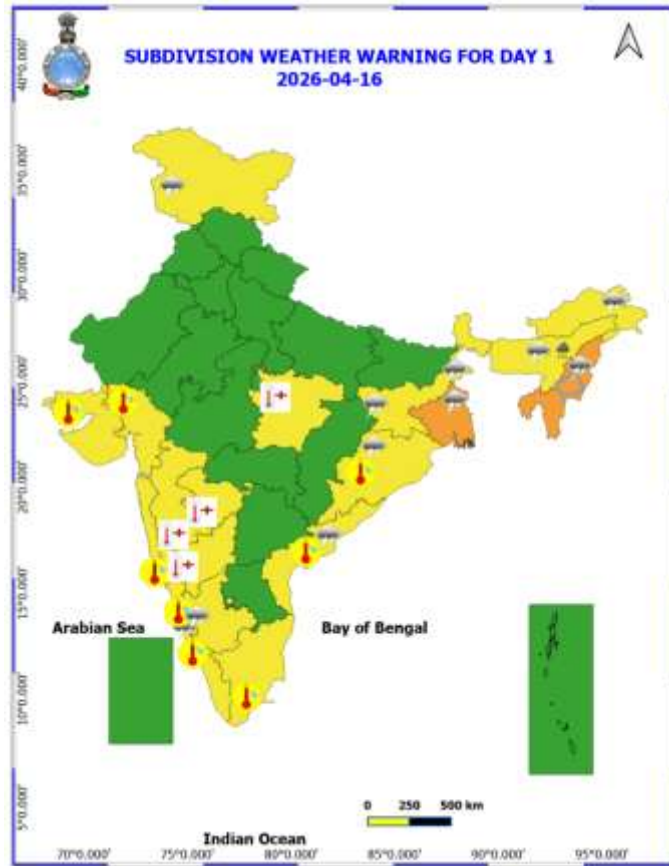 SUBDIVISION WEATHER WARNING FOR DAY 1
2026-04-16
40°0.000'
35°0.000'
30°0.000'
25°0.000'
20°0.000'
15°0.000'
10°0.000'
5°0.000'
Arabian Sea
Bay of Bengal
0 250 500 km
Indian Ocean
70°0.000' 75°0.000' 80°0.000' 85°0.000' 90°0.000' 95°0.000'